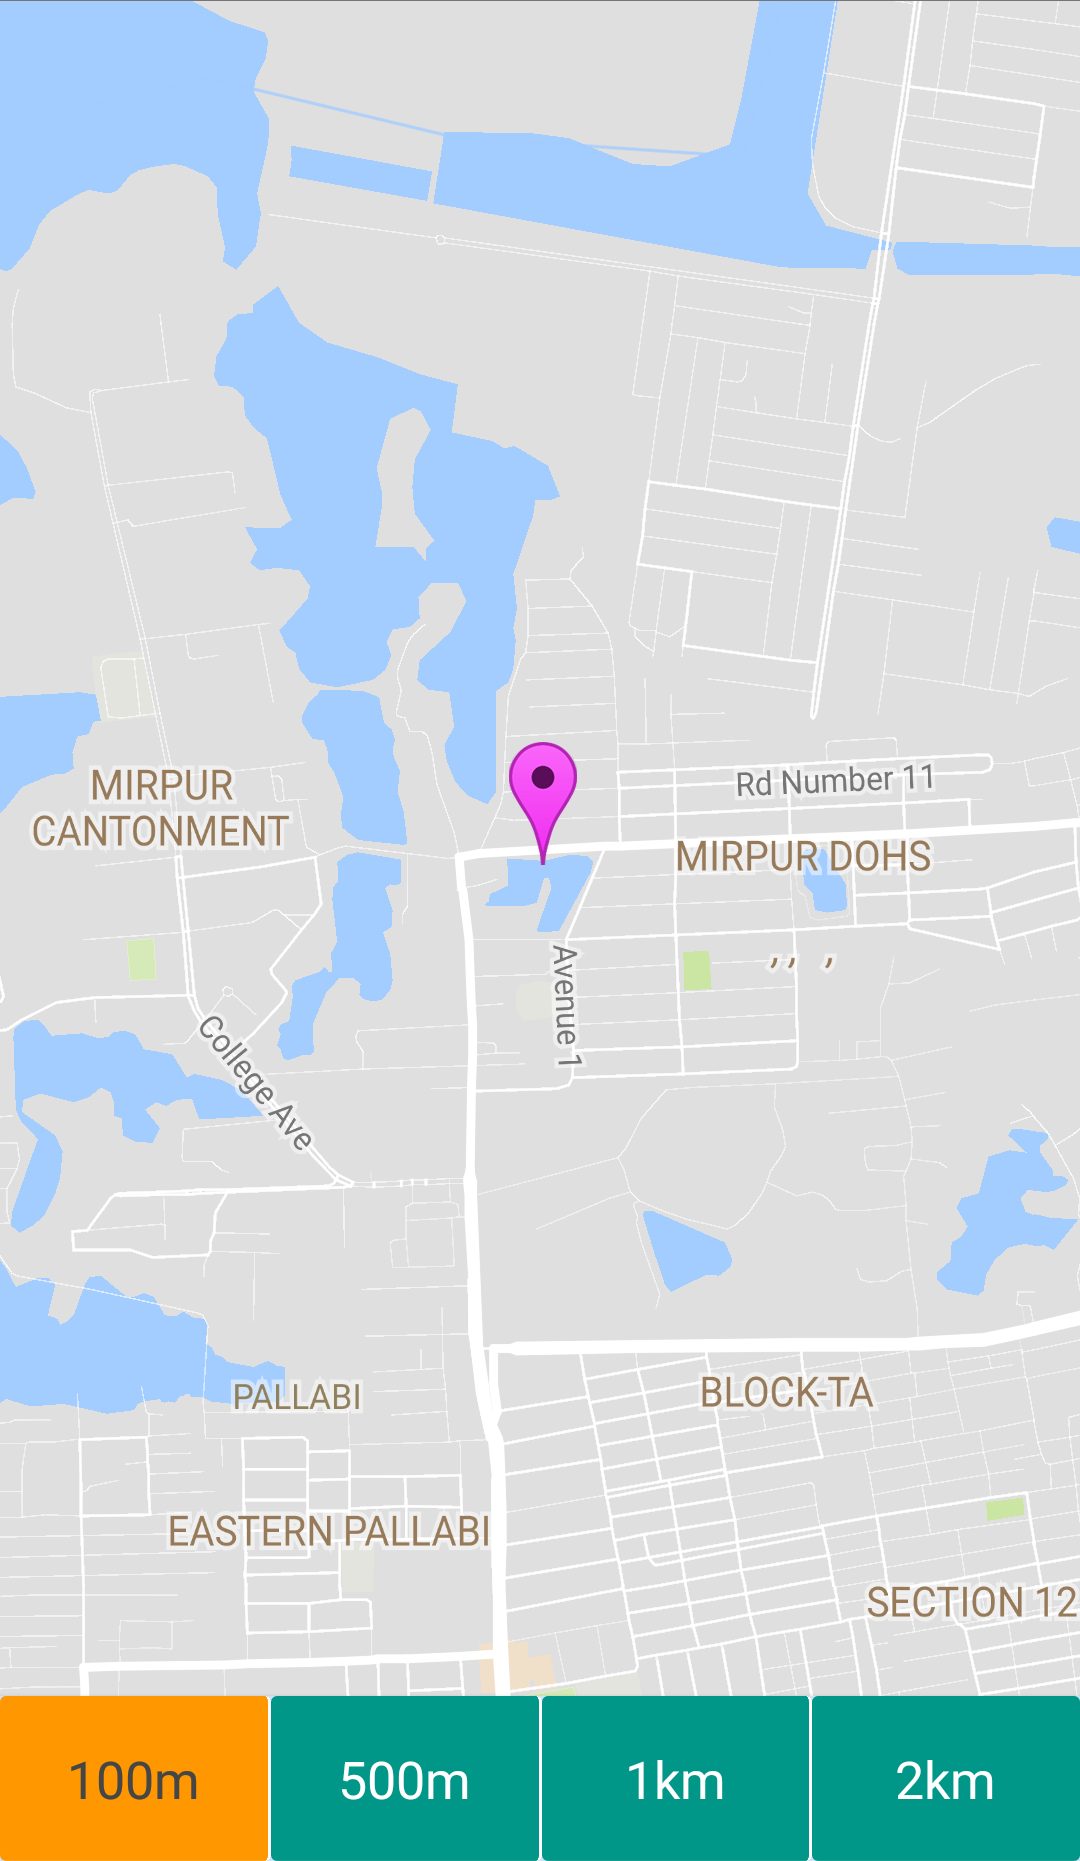 Rd Number 11
MIRPUR
CANTONMENT
MIRPUR DOHS
,, ,
Avenue 1
College Ave
PALLABI
BLOCK-TA
EASTERN PALLABI
SECTION 12
100m
500m
1km
2km